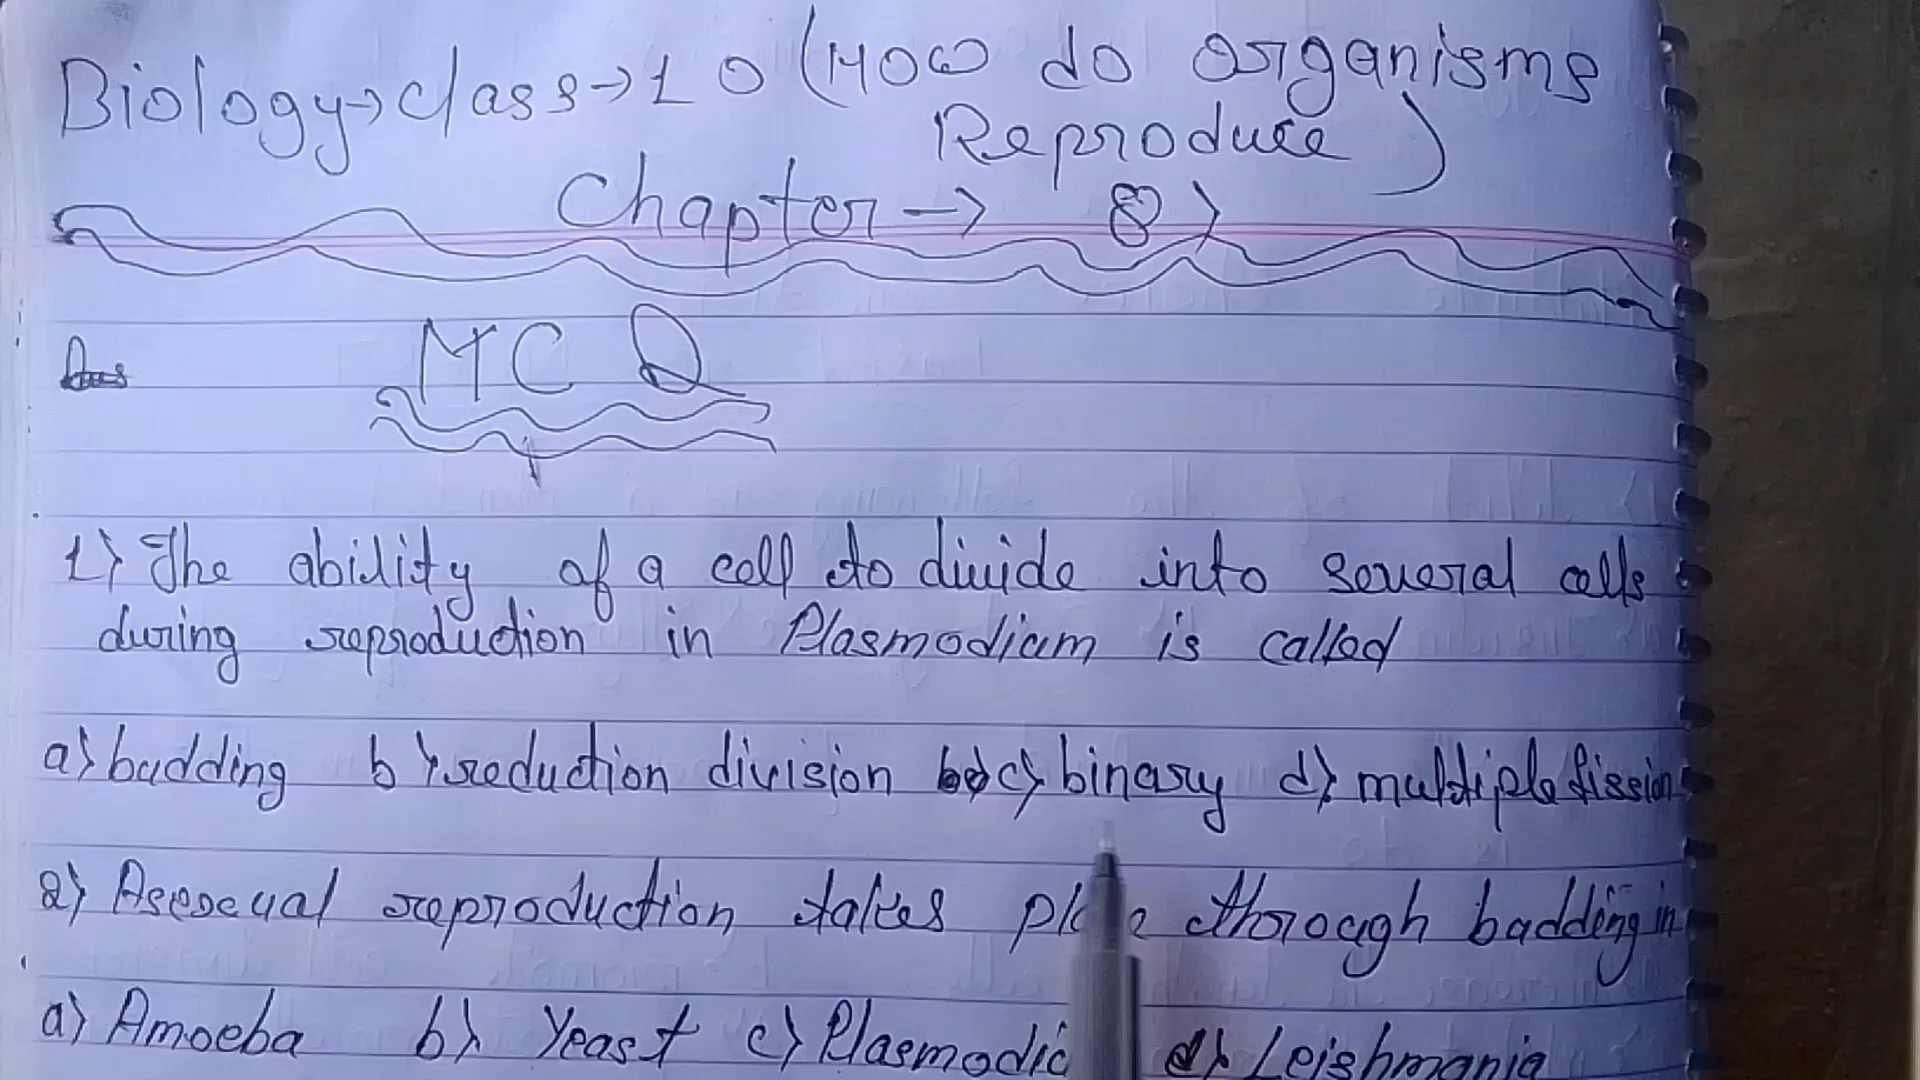 Biology→class→10 (HOW do organisms
Reproduce)
Chapter → 8)
MCQ
1) The ability of a cell to divide into several cells
during reproduction in Plasmodium is called
a) budding b) reduction division c) binary d) multiple fission
2) Asexual reproduction takes through budding in
a) Amoeba b) Yeast c) d) Leishmania